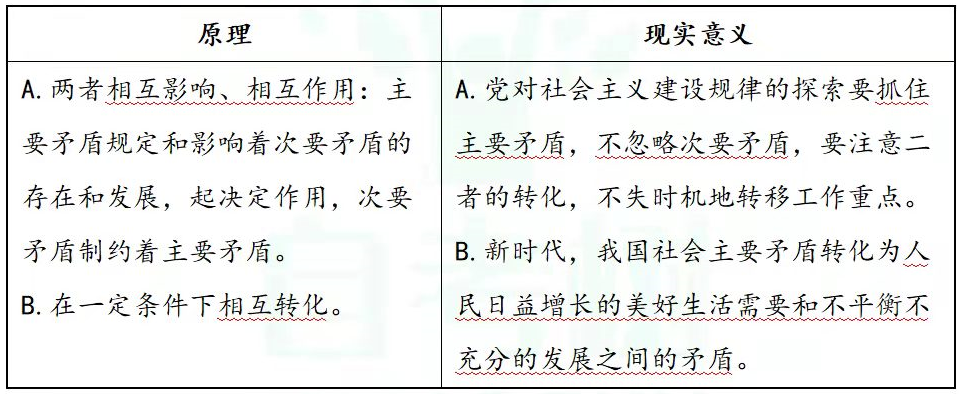 原理
现实意义
A. 两者相互影响、相互作用：主
要矛盾规定和影响着次要矛盾的
存在和发展，起决定作用，次要
矛盾制约着主要矛盾。
B. 在一定条件下相互转化。
A. 党对社会主义建设规律的探索要抓住
主要矛盾，不忽略次要矛盾，要注意二
者的转化，不失时机地转移工作重点。
B. 新时代，我国社会主要矛盾转化为人
民日益增长的美好生活需要和不平衡不
充分的发展之间的矛盾。